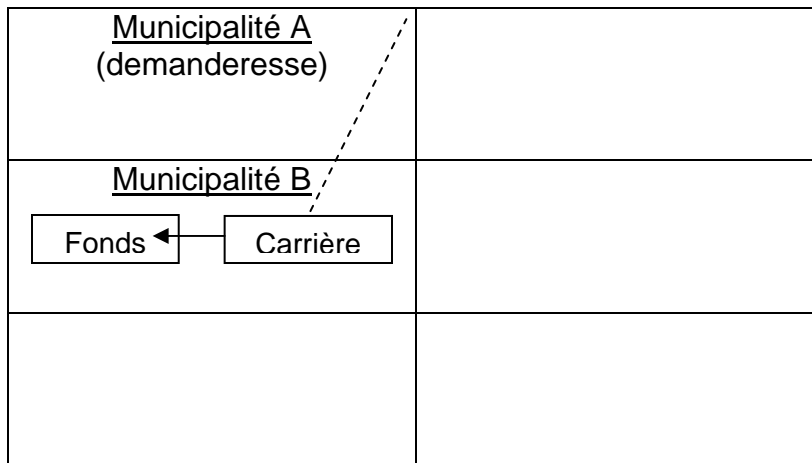 Municipalité A
(demanderesse)
Municipalité B
Fonds
Carrière